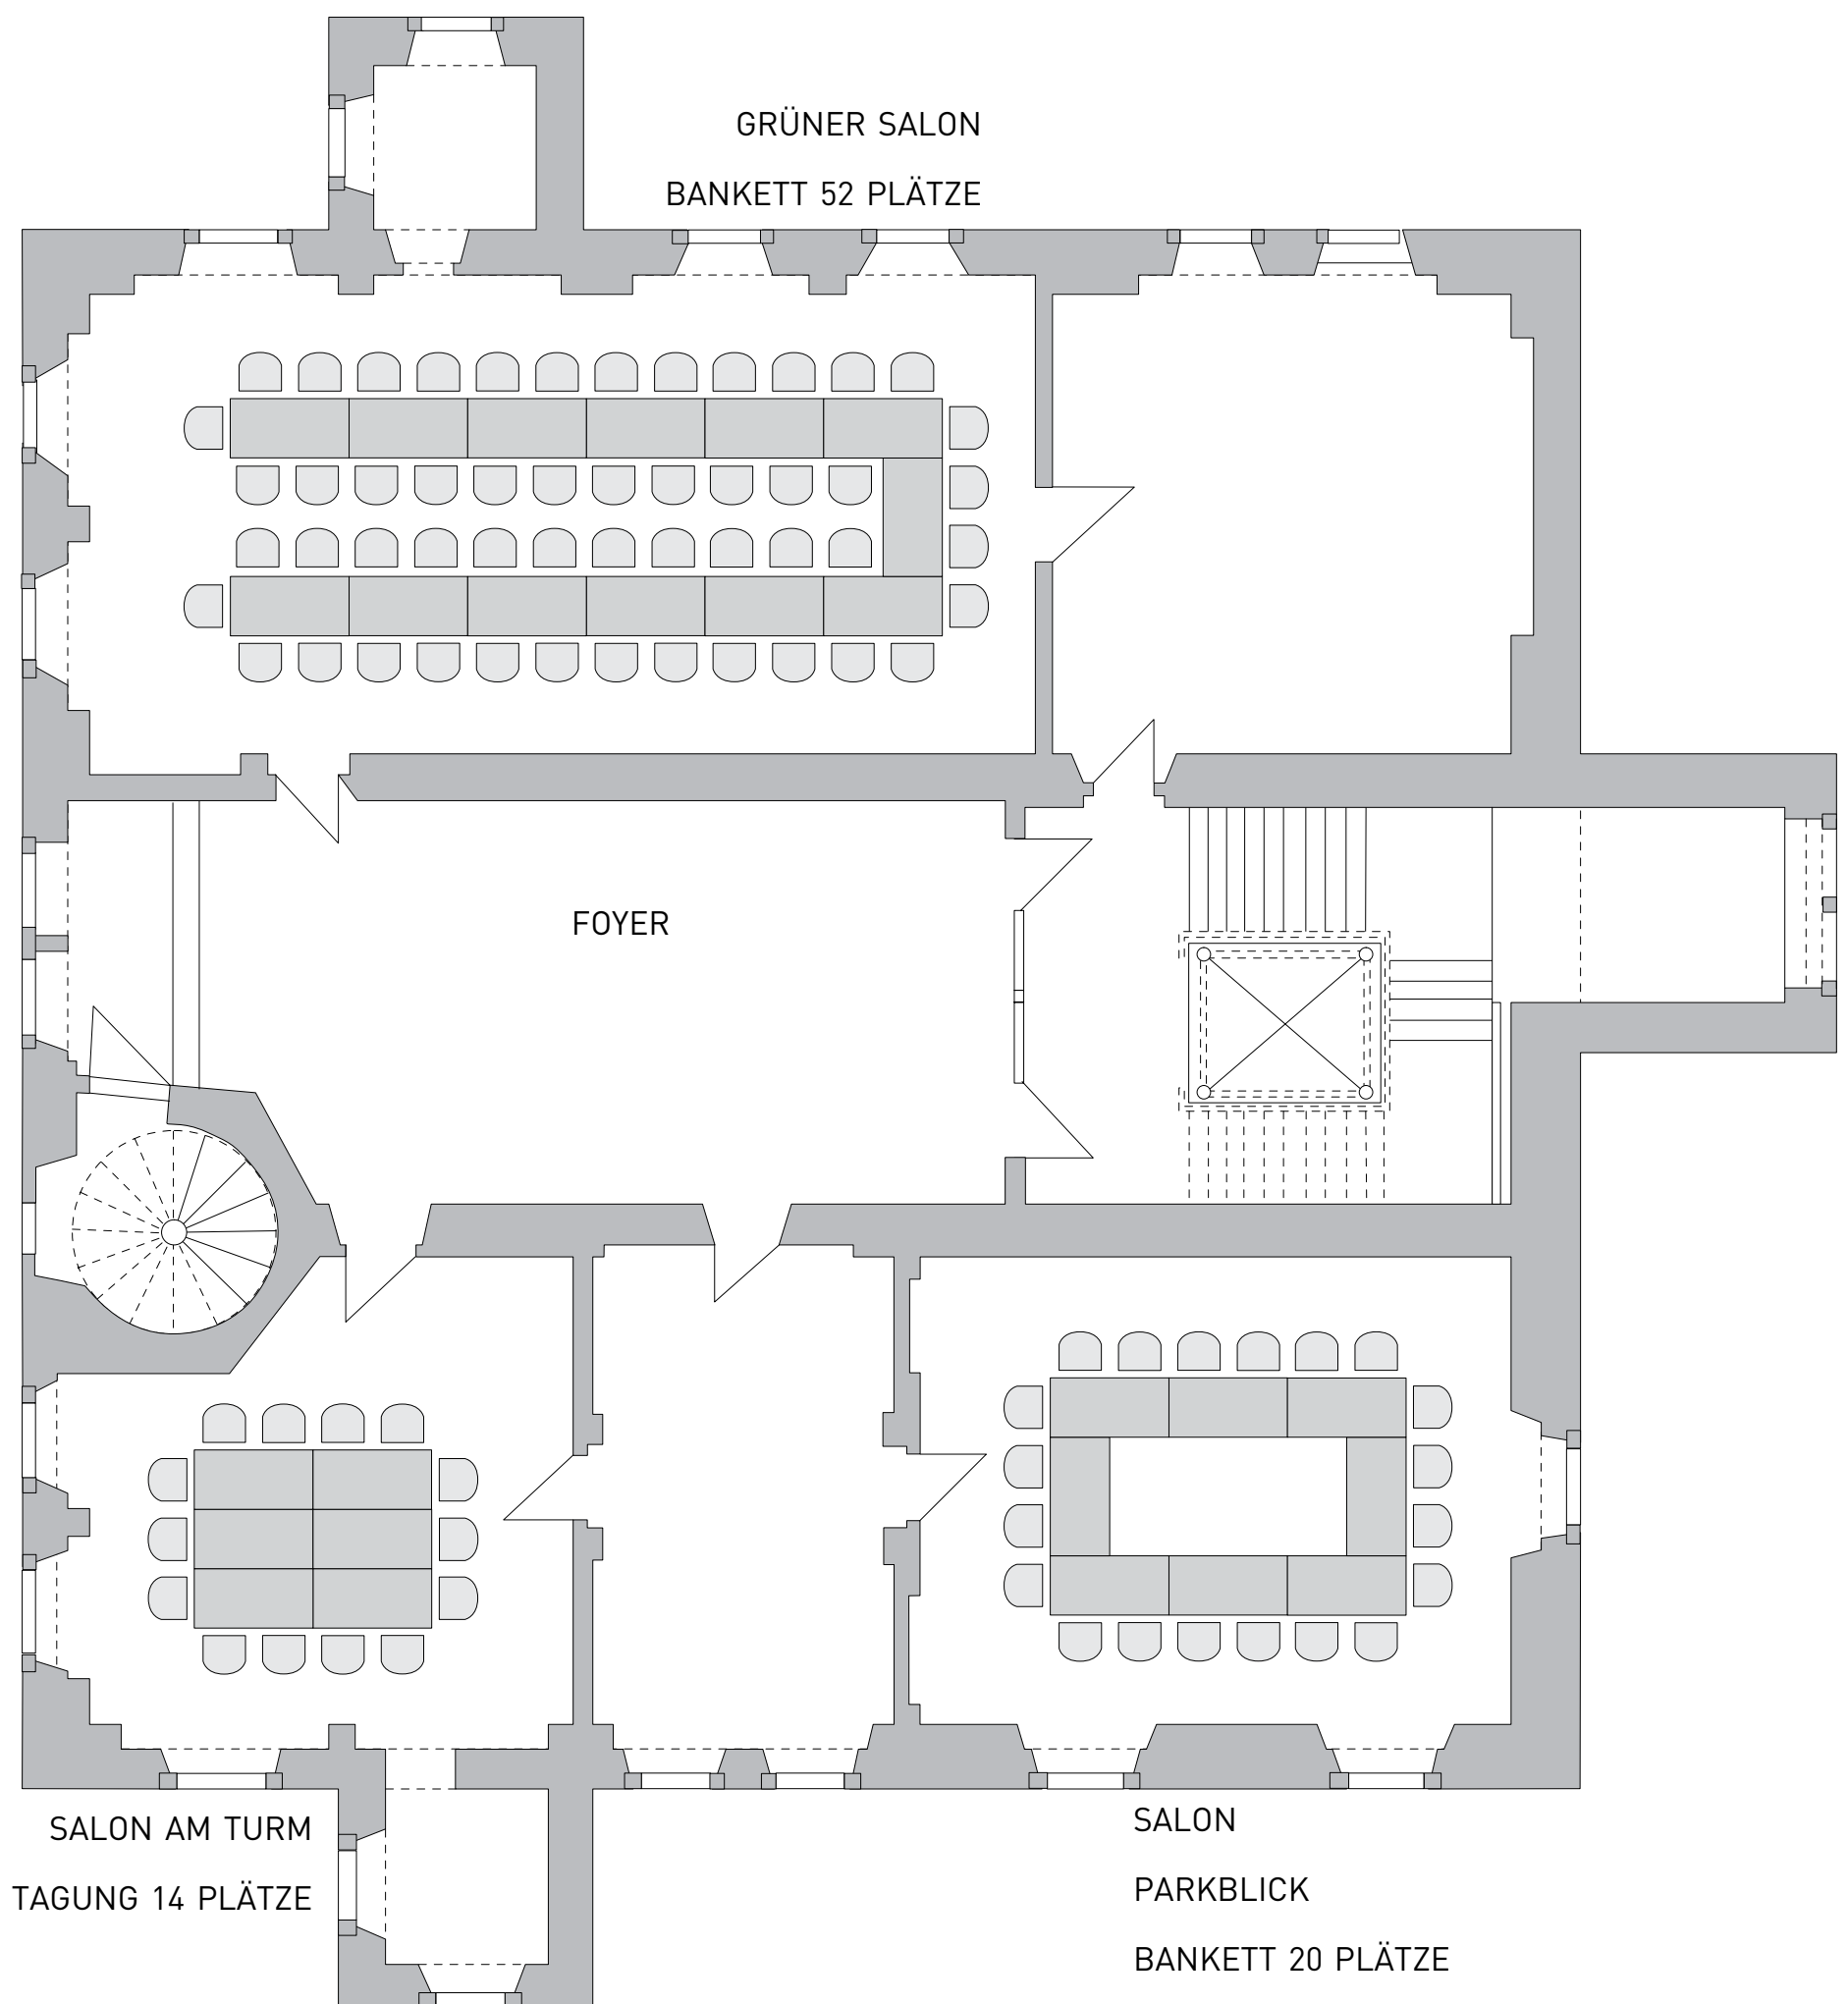 GRÜNER SALON
BANKETT 52 PLÄTZE
FOYER
SALON AM TURM
TAGUNG 14 PLÄTZE
SALON
PARKBLICK
BANKETT 20 PLÄTZE